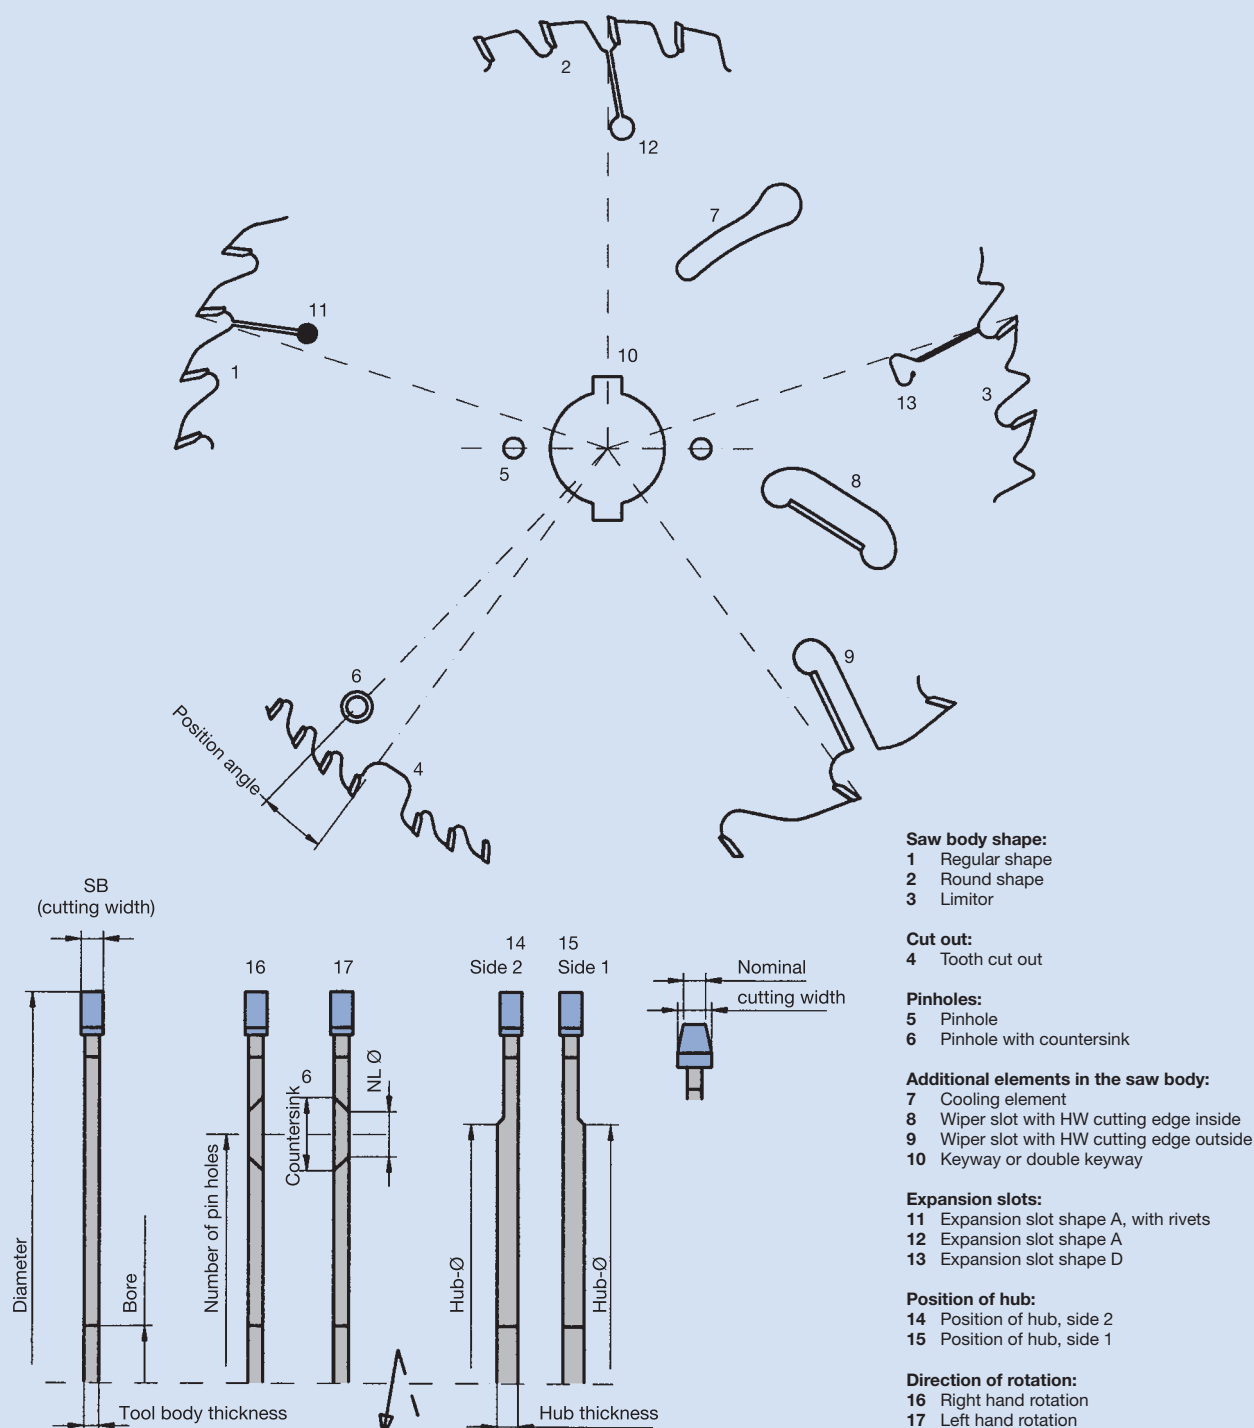 2
12
7
11
1
10
13
3
5
8
6
9
4
Position angle
SB
(cutting width)
16
17
14
Side 2
15
Side 1
Nominal
cutting width
6
Countersink
NL Ø
Number of pin holes
Diameter
Bore
Hub-Ø
Hub-Ø
Tool body thickness
Hub thickness
Saw body shape:
1 Regular shape
2 Round shape
3 Limitor
Cut out:
4 Tooth cut out
Pinholes:
5 Pinhole
6 Pinhole with countersink
Additional elements in the saw body:
7 Cooling element
8 Wiper slot with HW cutting edge inside
9 Wiper slot with HW cutting edge outside
10 Keyway or double keyway
Expansion slots:
11 Expansion slot shape A, with rivets
12 Expansion slot shape A
13 Expansion slot shape D
Position of hub:
14 Position of hub, side 2
15 Position of hub, side 1
Direction of rotation:
16 Right hand rotation
17 Left hand rotation